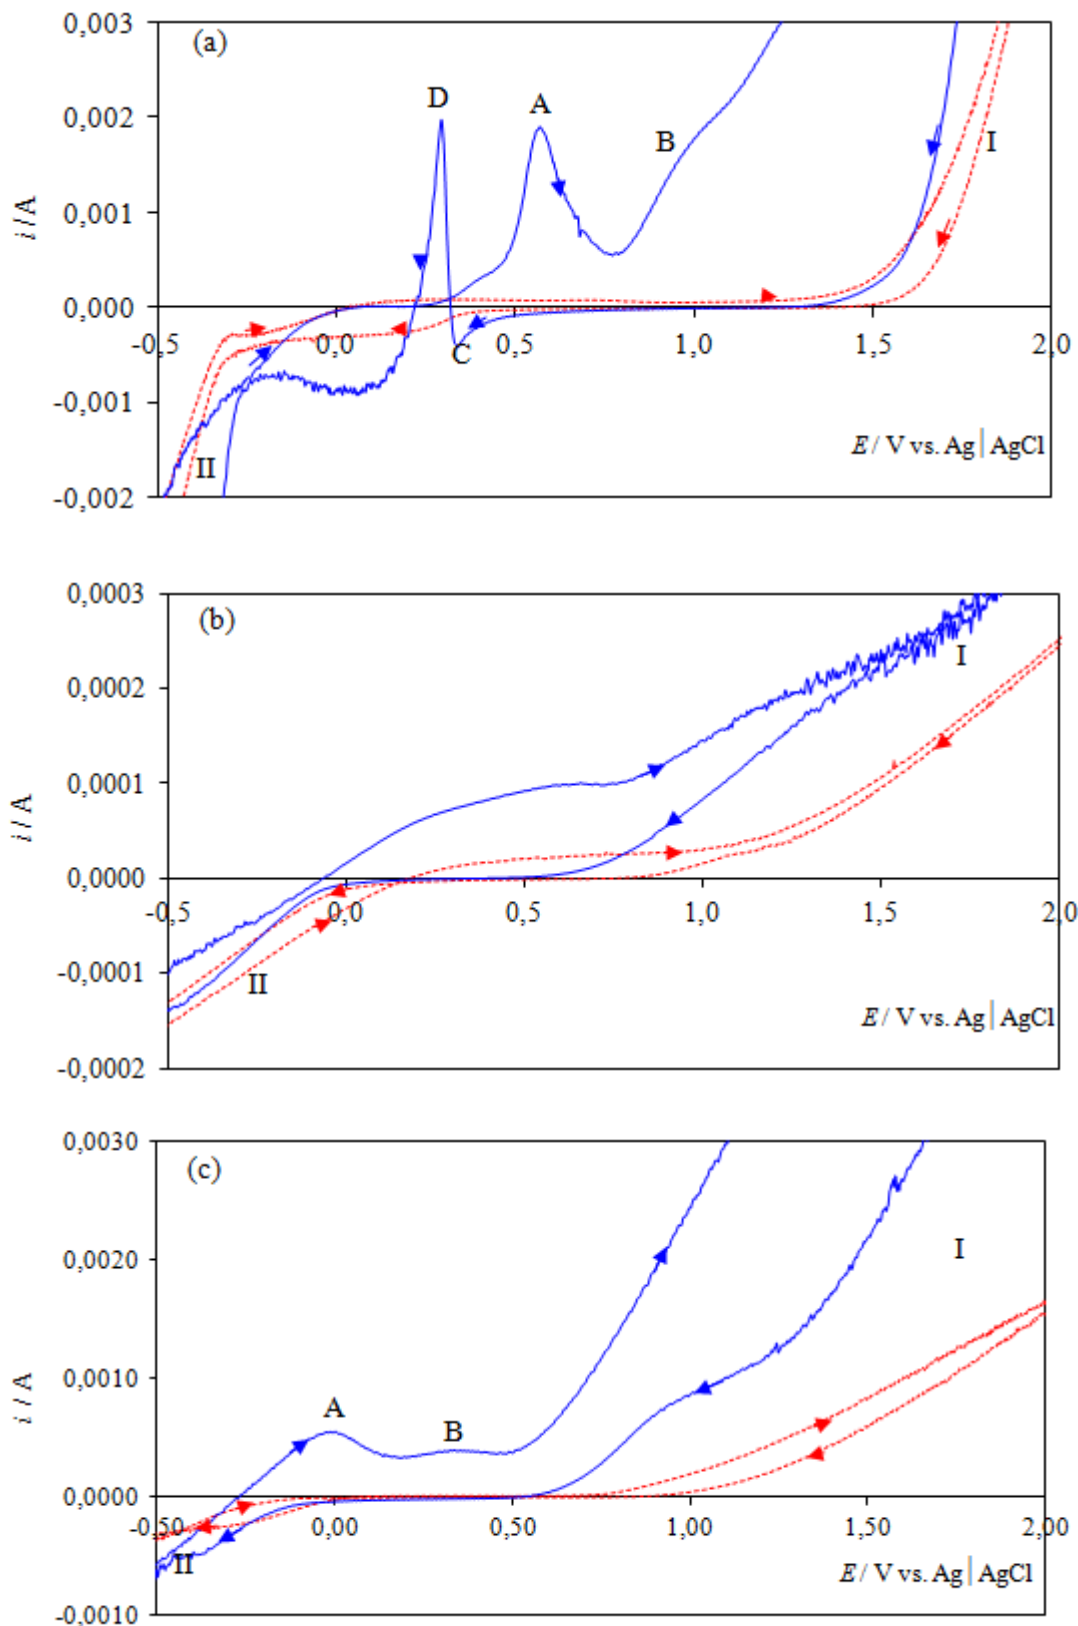 (a)
0,003
0,002
0,001
0,000
-0,001
-0,002
i / A
D
A
B
I
C
II
-0,5
0,0
0,5
1,0
1,5
2,0
E / V vs. Ag|AgCl
(b)
0,0003
0,0002
0,0001
0,0000
-0,0001
-0,0002
i / A
I
II
-0,5
0,0
0,5
1,0
1,5
2,0
E / V vs. Ag|AgCl
(c)
0,0030
0,0020
0,0010
0,0000
-0,0010
i / A
I
A
B
II
-0,50
0,00
0,50
1,00
1,50
2,00
E / V vs. Ag|AgCl